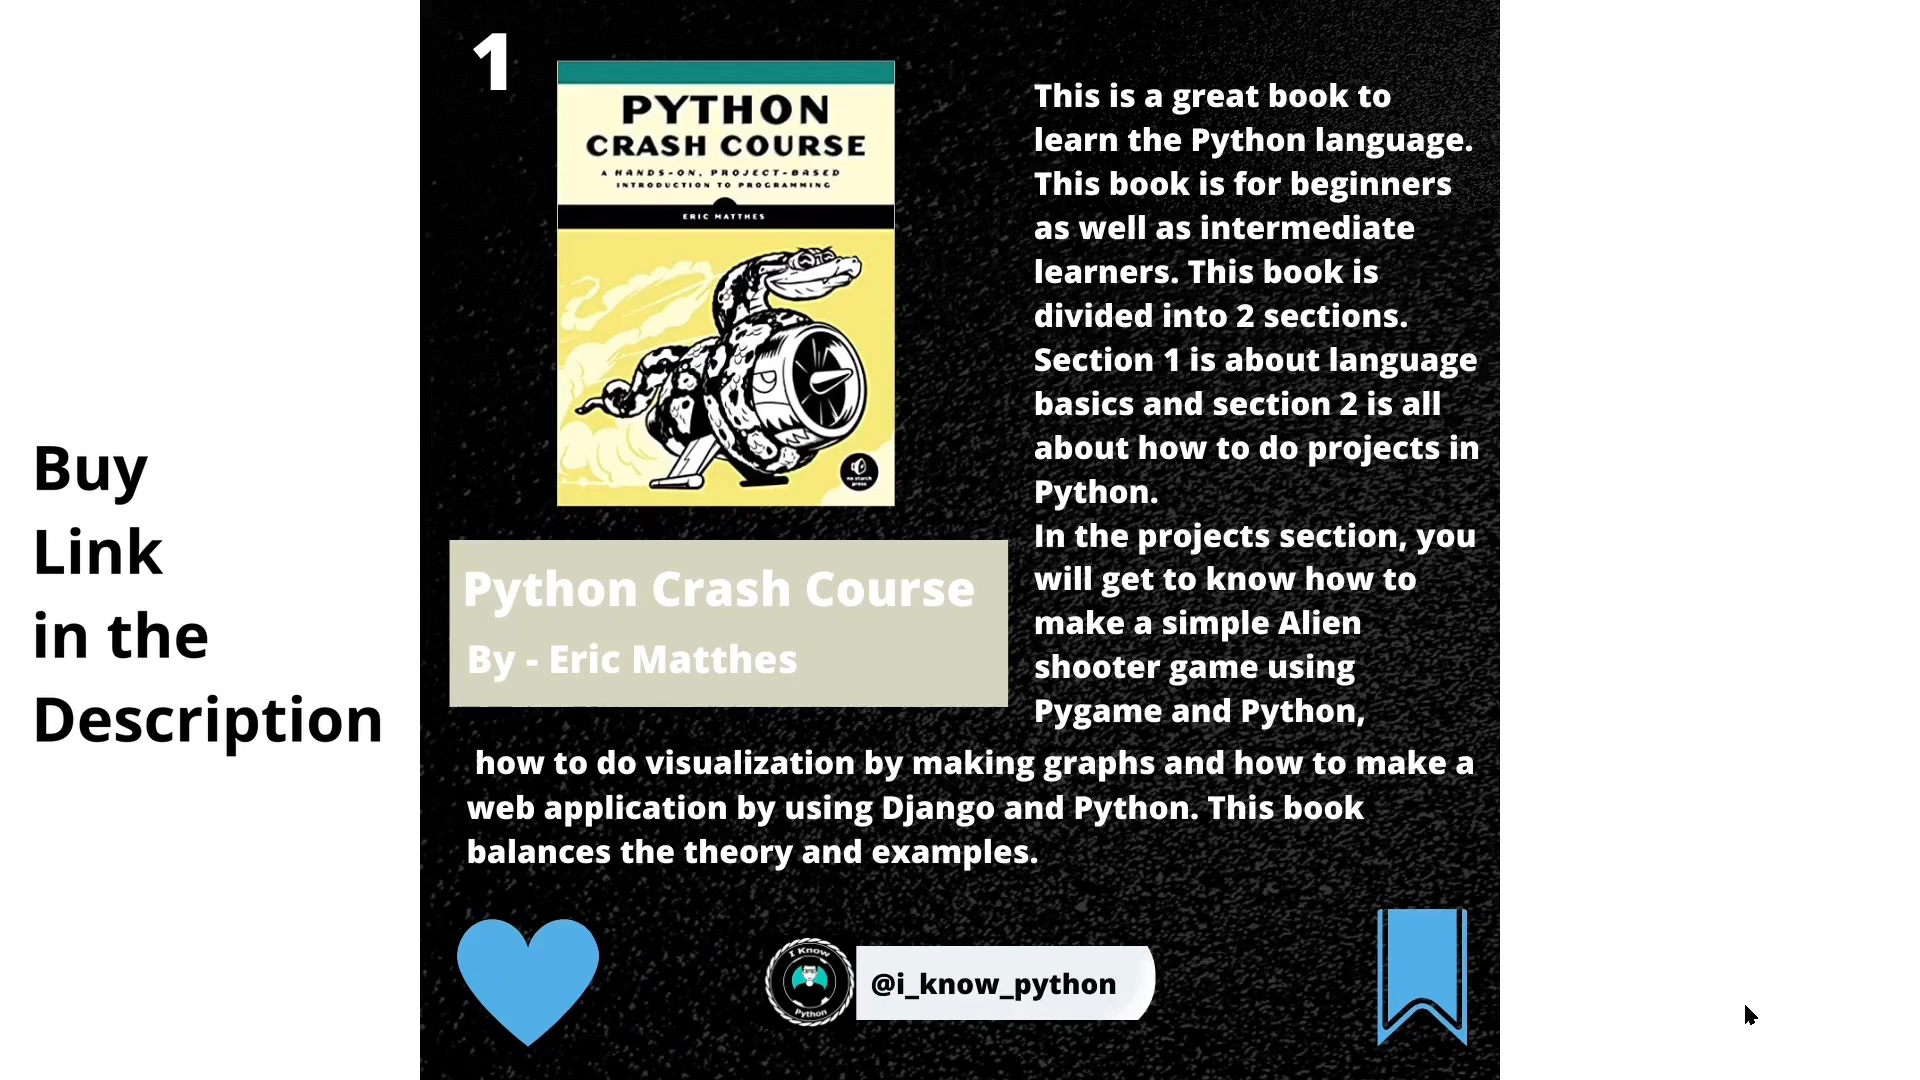 Buy
Link
in the
Description
1
PYTHON
CRASH COURSE
A HANDS-ON, PROJECT-BASED
INTRODUCTION TO PROGRAMMING
ERIC MATTHES
no starch
press
Python Crash Course
By - Eric Matthes
This is a great book to
learn the Python language.
This book is for beginners
as well as intermediate
learners. This book is
divided into 2 sections.
Section 1 is about language
basics and section 2 is all
about how to do projects in
Python.
In the projects section, you
will get to know how to
make a simple Alien
shooter game using
Pygame and Python,
how to do visualization by making graphs and how to make a
web application by using Django and Python. This book
balances the theory and examples.
I Know
Python
@i_know_python